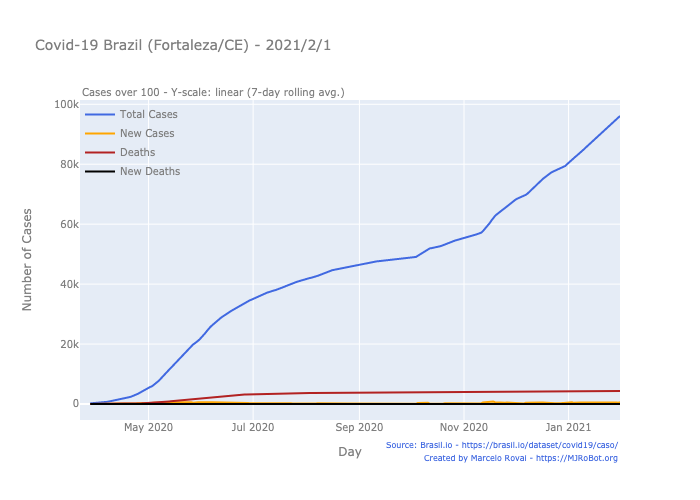 Covid-19 Brazil (Fortaleza/CE) - 2021/2/1
Cases over 100 - Y-scale: linear (7-day rolling avg.)
100k
80k
60k
40k
20k
0
Number of Cases
Total Cases
New Cases
Deaths
New Deaths
May 2020
Jul 2020
Sep 2020
Nov 2020
Jan 2021
Day
Source: Brasil.io - https://brasil.io/dataset/covid19/caso/
Created by Marcelo Rovai - https://MJRoBot.org